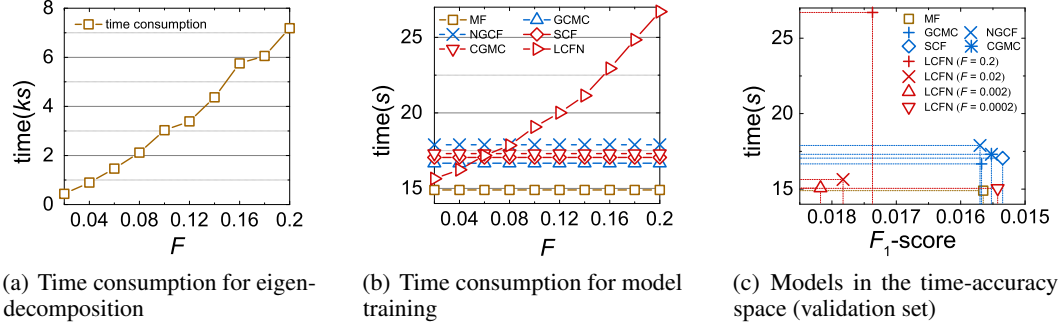 time(ks)
8
6
4
2
0
time consumption
0.04
0.08
0.12
0.16
0.2
F
(a) Time consumption for eigen-
decomposition
time(s)
25
20
15
MF
NGCF
CGMC
GCMC
SCF
LCFN
0.04
0.08
0.12
0.16
0.2
F
(b) Time consumption for model
training
time(s)
25
20
15
MF
GCMC
NGCF
SCF
CGMC
LCFN (F = 0.2)
LCFN (F = 0.02)
LCFN (F = 0.002)
LCFN (F = 0.0002)
0.018
0.017
0.016
0.015
F1-score
(c) Models in the time-accuracy
space (validation set)